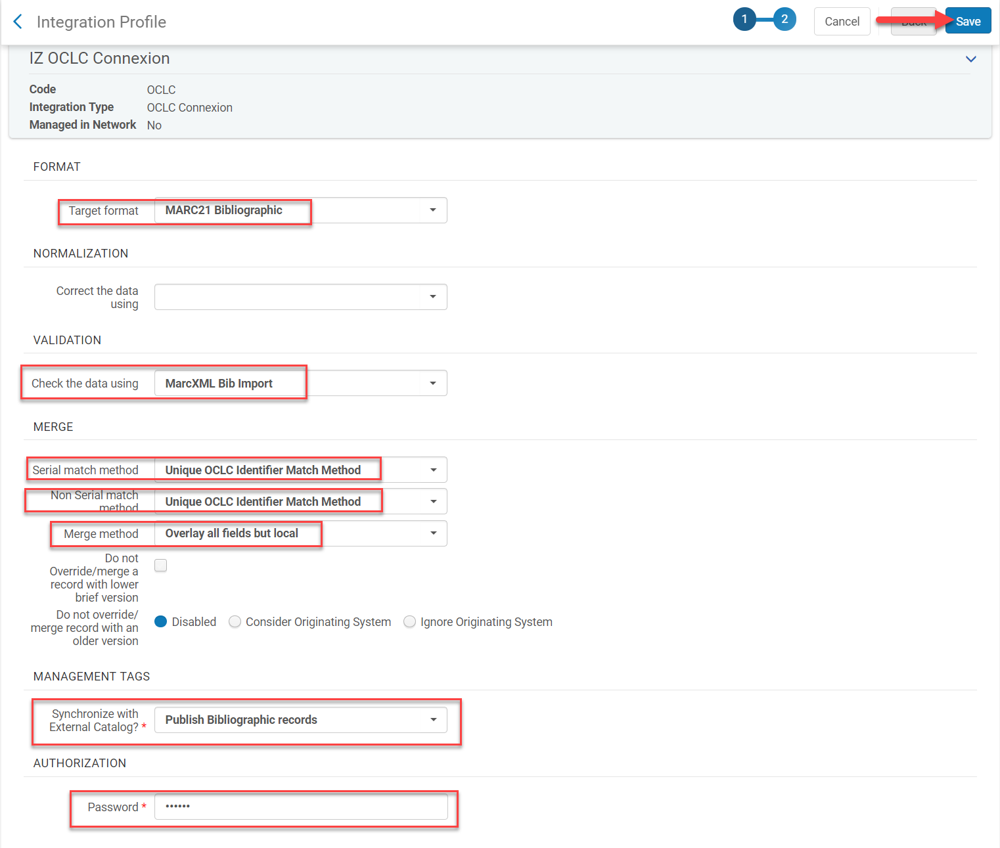 Integration Profile
1 2 Cancel Back Save
IZ OCLC Connexion
Code OCLC
Integration Type OCLC Connexion
Managed in Network No
FORMAT
Target format MARC21 Bibliographic
NORMALIZATION
Correct the data
using
VALIDATION
Check the data using MarcXML Bib Import
MERGE
Serial match method Unique OCLC Identifier Match Method
Non Serial match
method Unique OCLC Identifier Match Method
Merge method Overlay all fields but local
Do not
Override/merge a
record with lower
brief version
Do not override/
merge record with an
older version
Disabled Consider Originating System Ignore Originating System
MANAGEMENT TAGS
Synchronize with
External Catalog? * Publish Bibliographic records
AUTHORIZATION
Password * ••••••